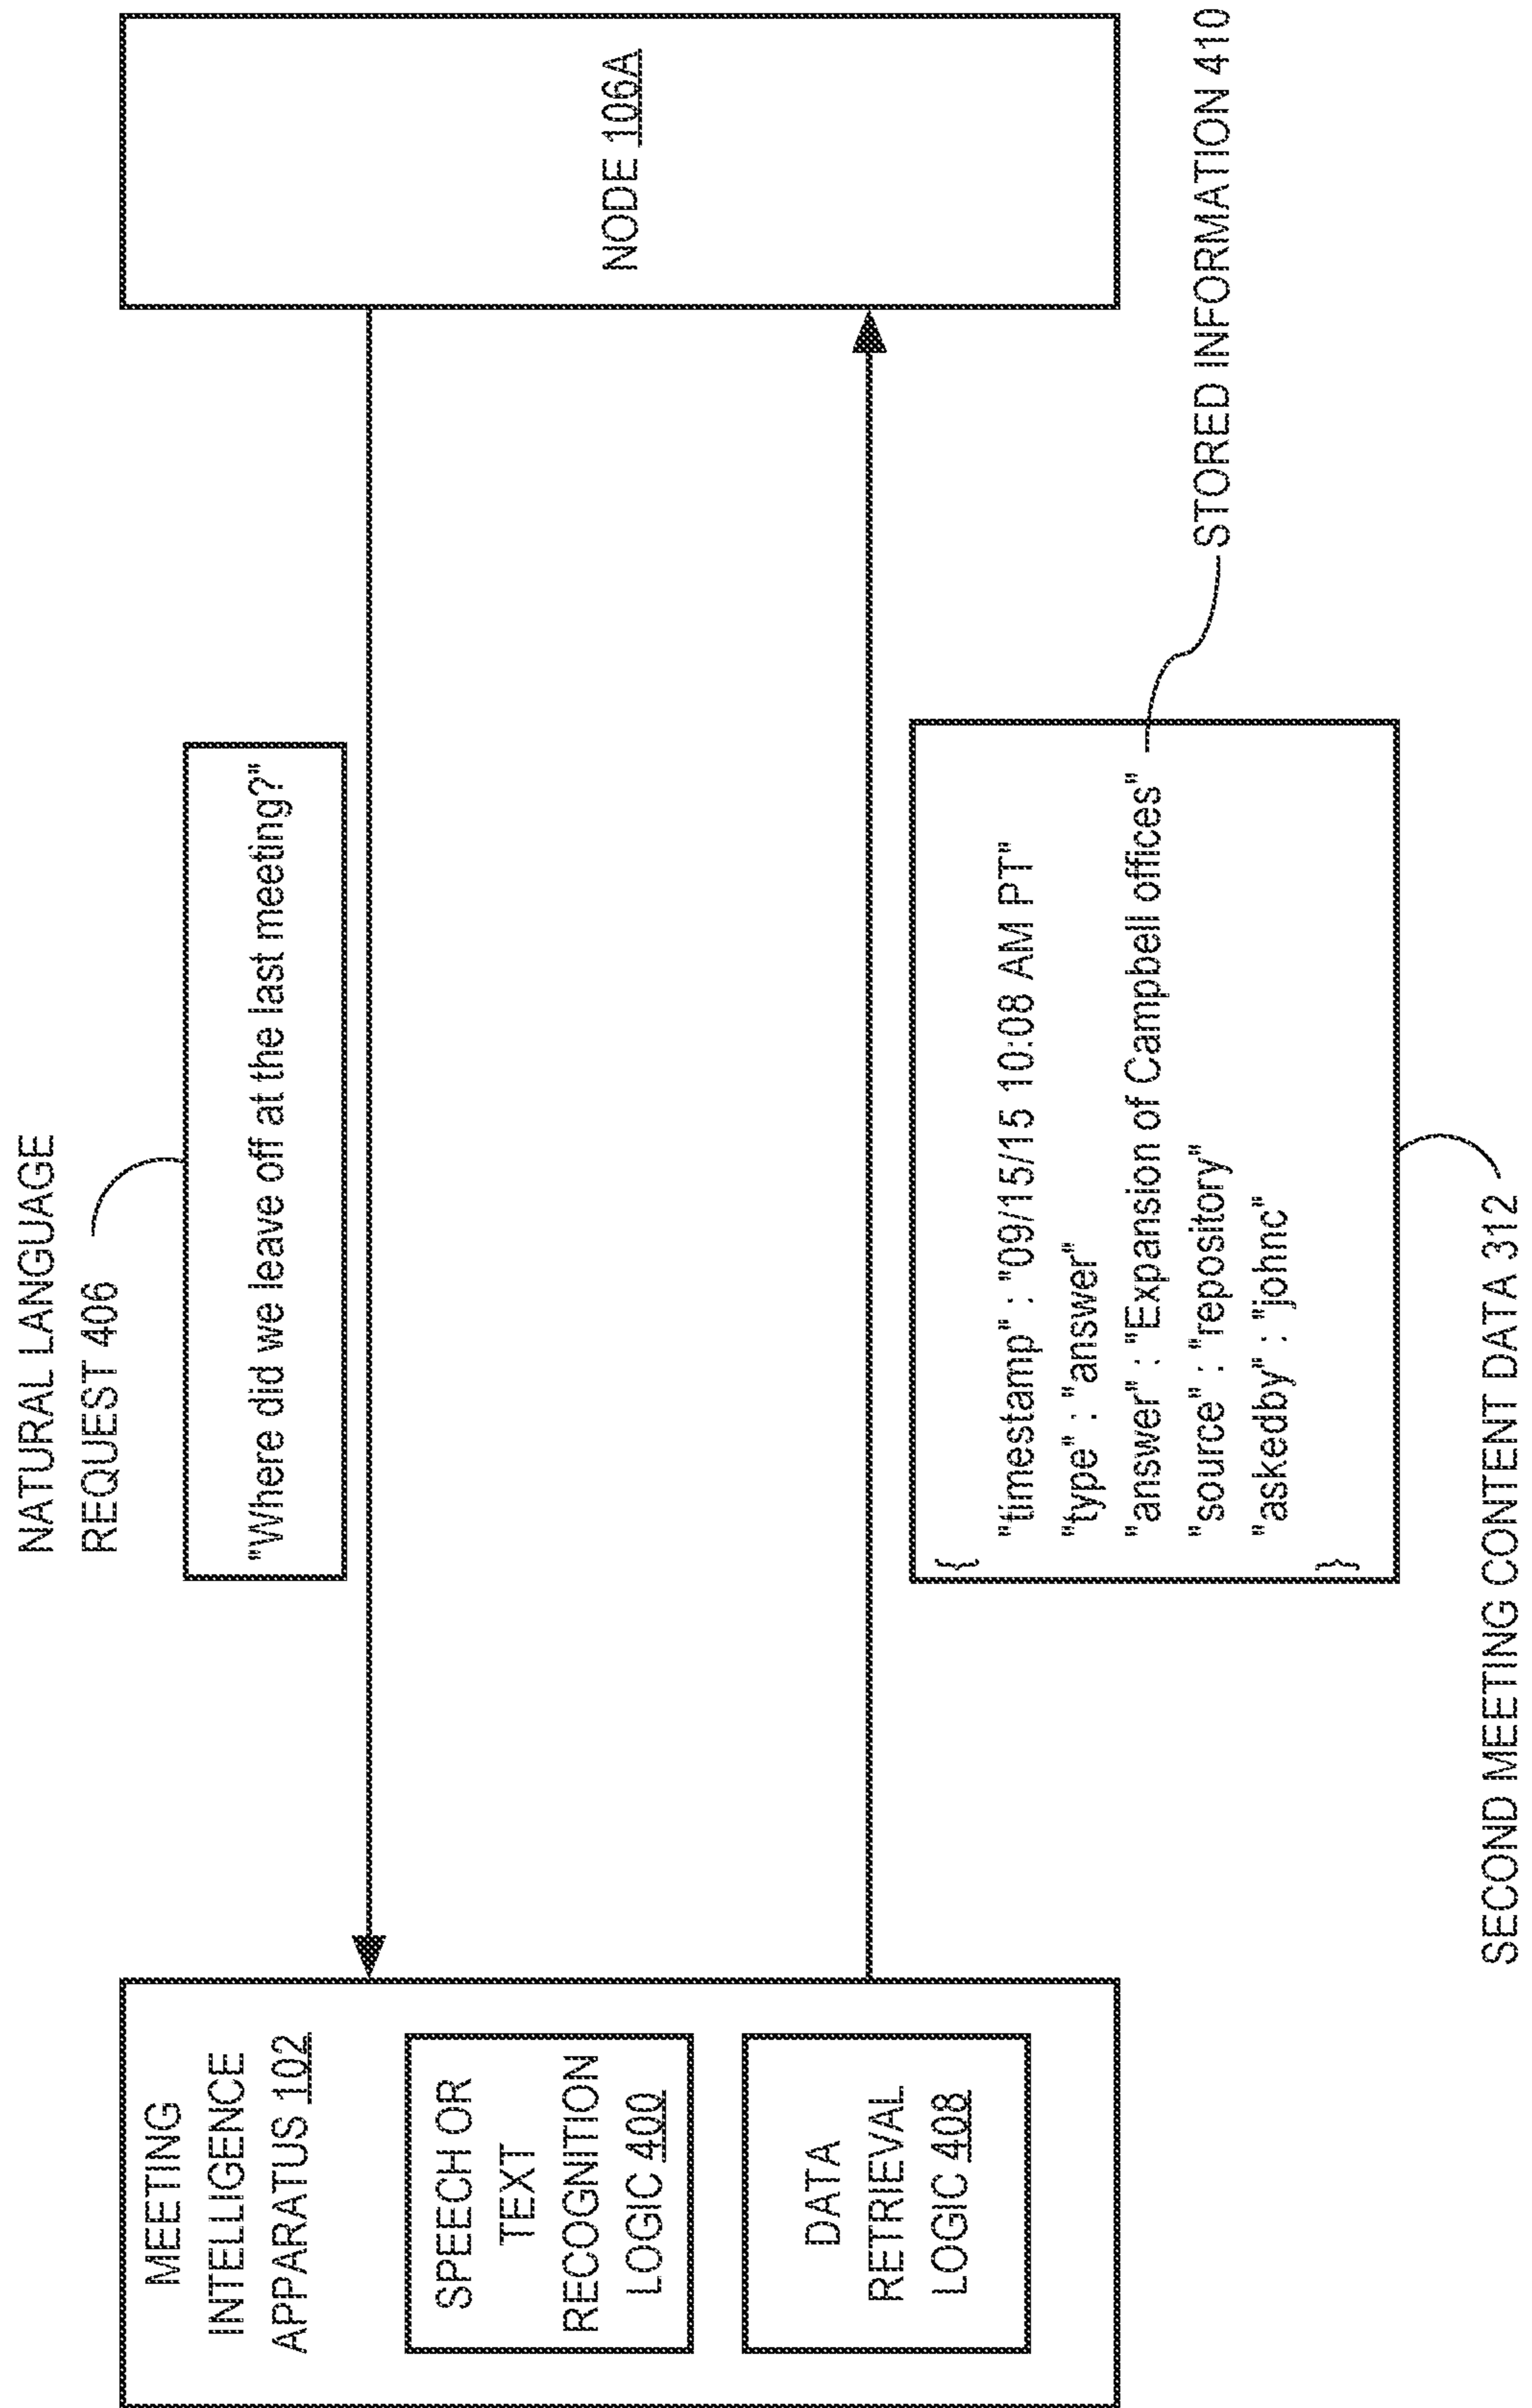 NATURAL LANGUAGE
REQUEST 406
"Where did we leave off at the last meeting?"
MEETING
INTELLIGENCE
APPARATUS 102
SPEECH OR
TEXT
RECOGNITION
LOGIC 400
DATA
RETRIEVAL
LOGIC 408
NODE 106A
{
"timestamp" : "09/15/15 10:08 AM PT"
"type" : "answer"
"answer" : "Expansion of Campbell offices"
"source" : "repository"
"askedby" : "johnc"
}
STORED INFORMATION 410
SECOND MEETING CONTENT DATA 312